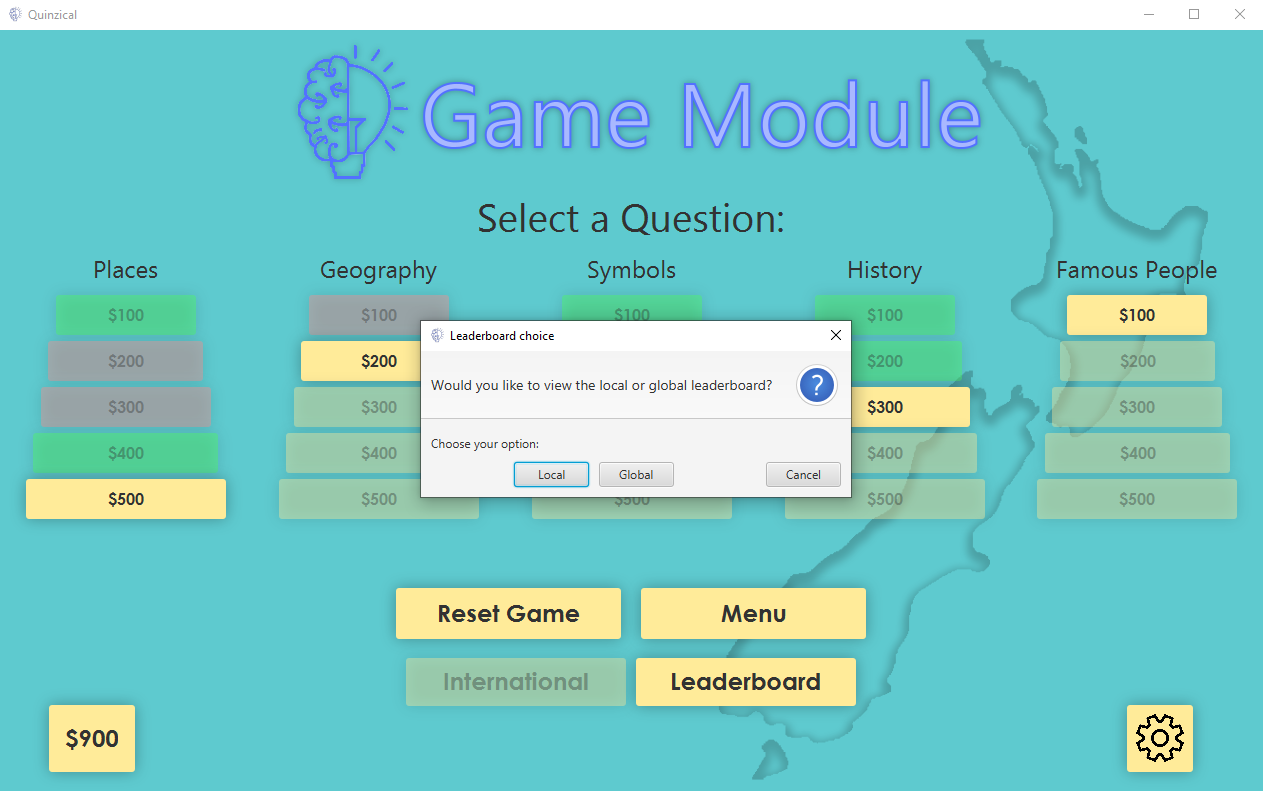 Quinzical
Game Module
Select a Question:
Places Geography Symbols History Famous People
$100 $100 $100 $100 $100
$200 $200 $200 $200
$300 $300 $300 $300
$400 $400 $400 $400
$500 $500 $500 $500 $500
Leaderboard choice
Would you like to view the local or global leaderboard?
?
Choose your option:
Local Global Cancel
Reset Game Menu
International Leaderboard
$900